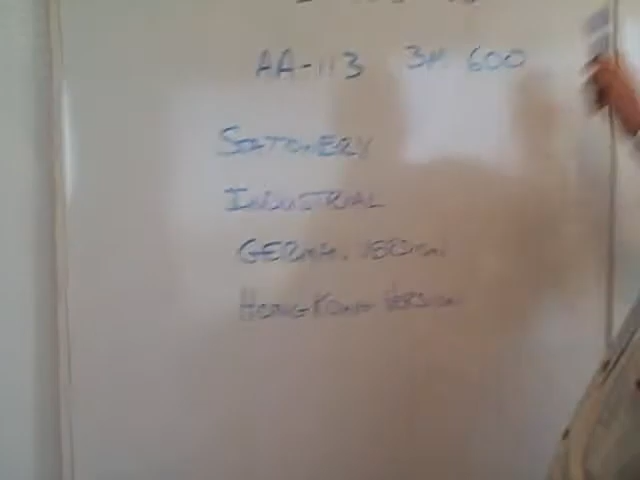 AA-113 3M 600
STATIONERY
INDUSTRIAL
GERMAN VERSION
HONG KONG VERSION